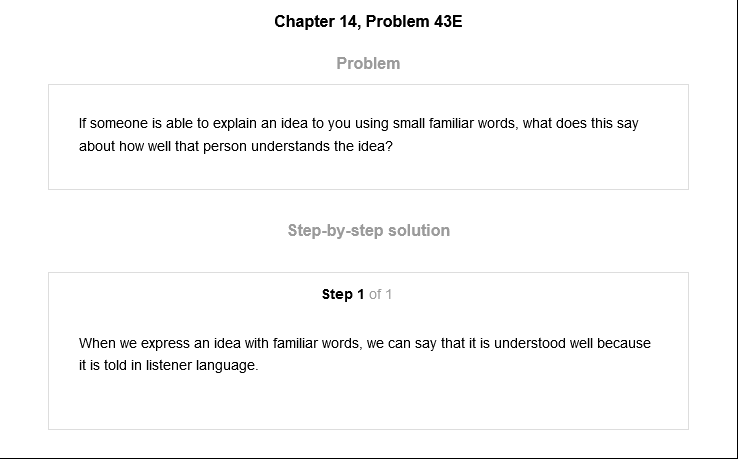 Chapter 14, Problem 43E
Problem
If someone is able to explain an idea to you using small familiar words, what does this say
about how well that person understands the idea?
Step-by-step solution
Step 1 of 1
When we express an idea with familiar words, we can say that it is understood well because
it is told in listener language.